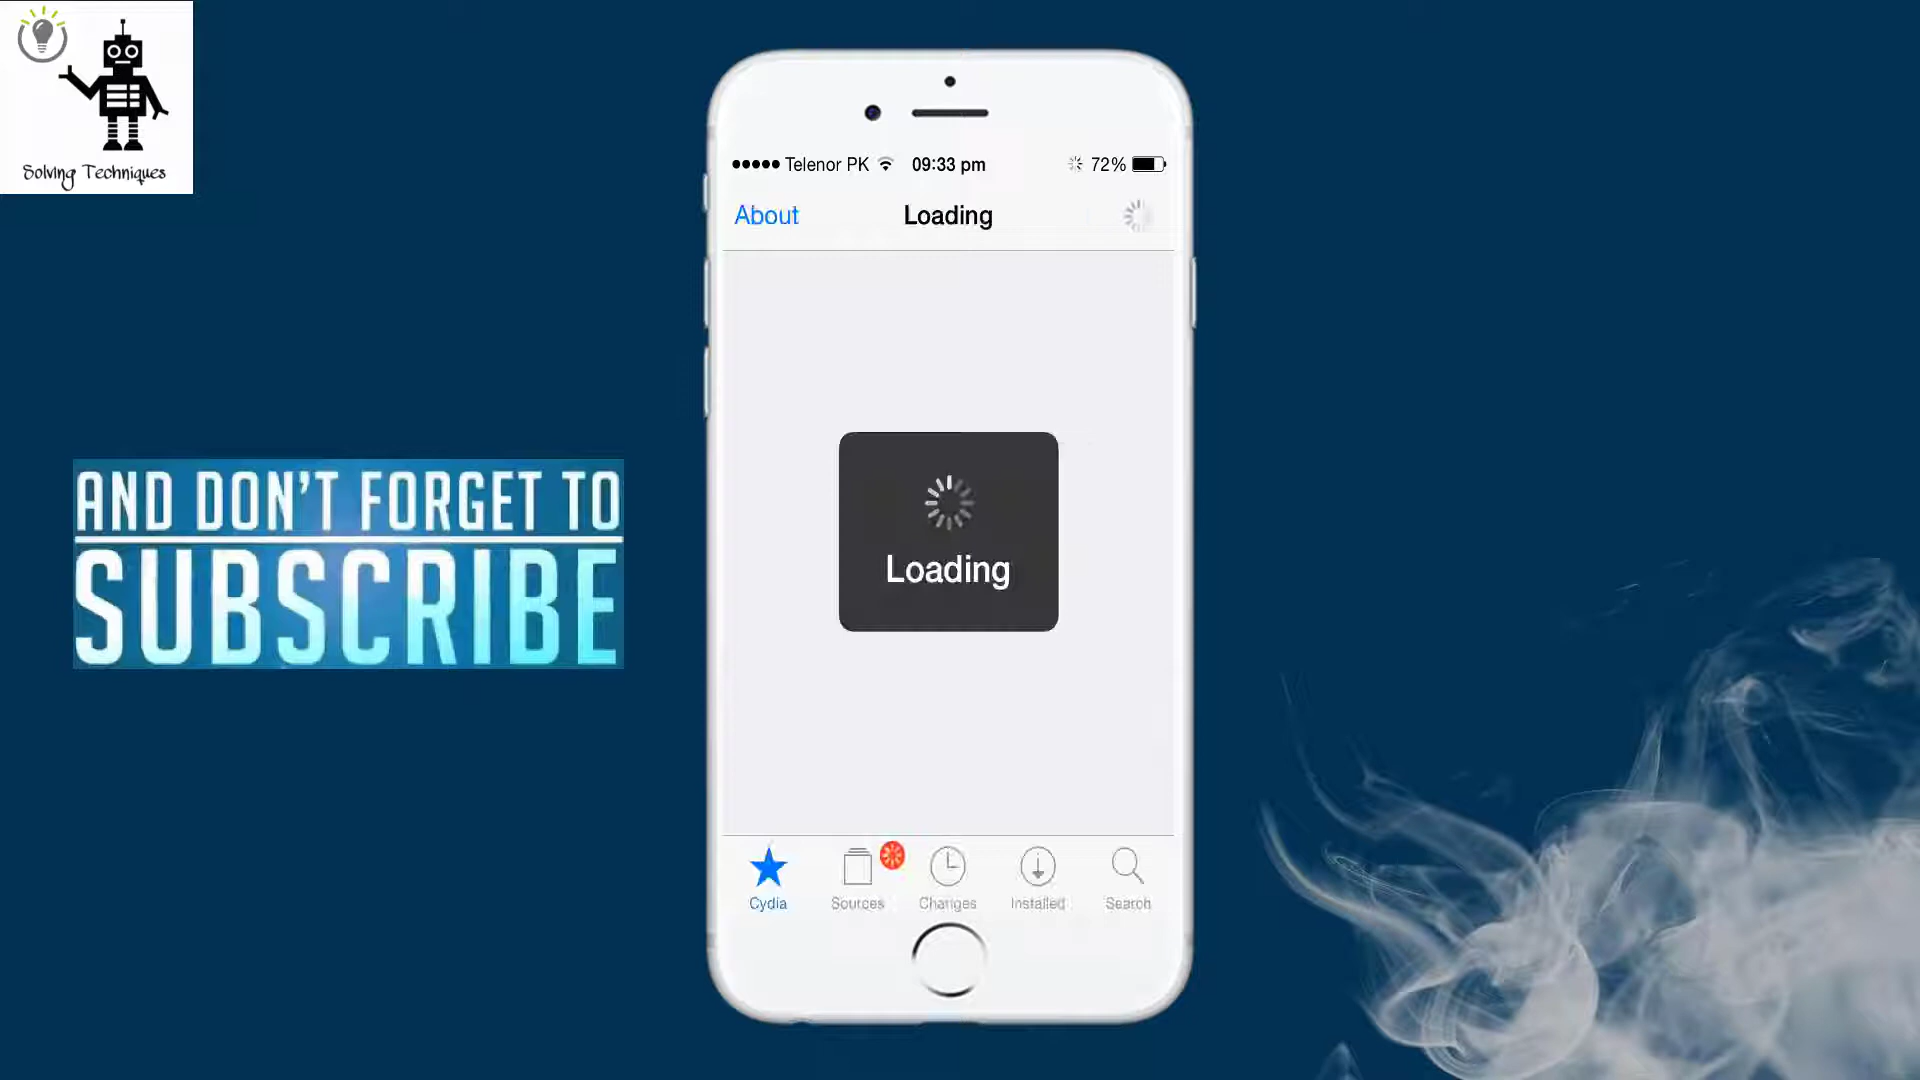 Solving Techniques
●●●●● Telenor PK 09:33 pm 72%
About Loading
AND DON'T FORGET TO
SUBSCRIBE
Loading
Cydia Sources Changes Installed Search